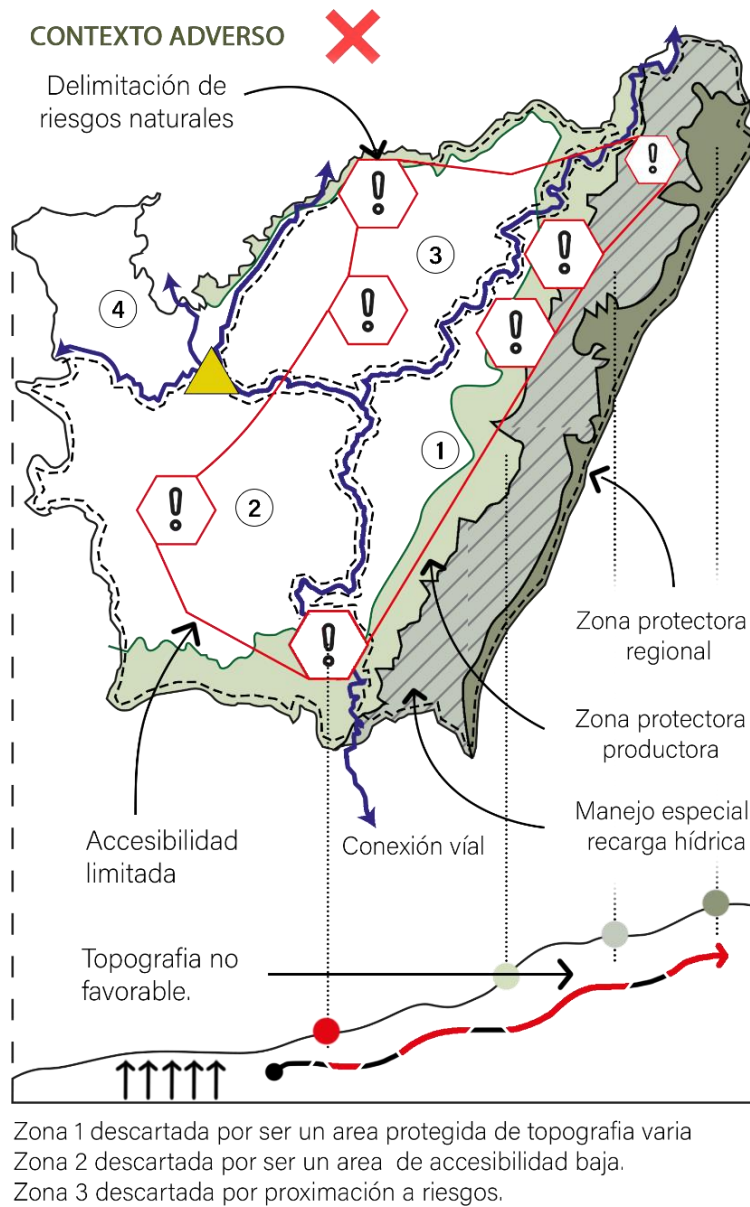 CONTEXTO ADVERSO
Delimitación de
riesgos naturales
!
!
!
!
!
3
4
1
2
!
!
Zona protectora
regional
Zona protectora
productora
Manejo especial
recarga hídrica
Accesibilidad
limitada
Conexión víal
Topografia no
favorable.
Zona 1 descartada por ser un area protegida de topografia varia
Zona 2 descartada por ser un area de accesibilidad baja.
Zona 3 descartada por proximación a riesgos.